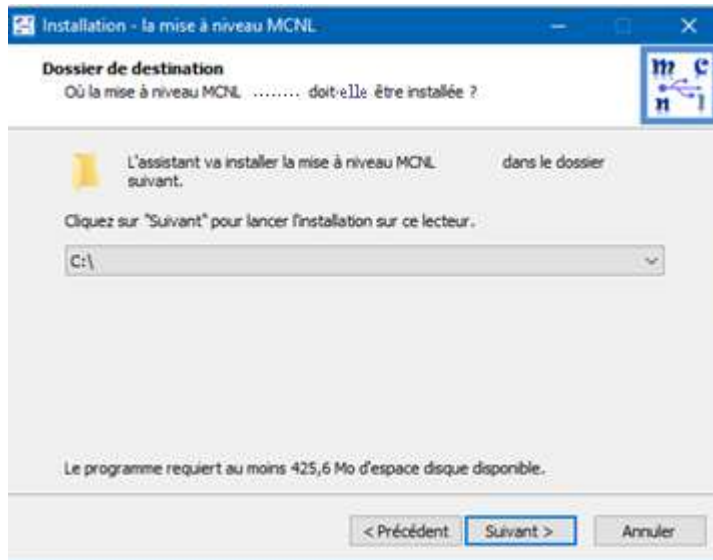 Installation - la mise à niveau MCNL
Dossier de destination
Où la mise à niveau MCNL ........ doit-elle être installée ?
m c
n l
L'assistant va installer la mise à niveau MCNL dans le dossier
suivant.
Cliquez sur "Suivant" pour lancer l'installation sur ce lecteur.
C:\
Le programme requiert au moins 425,6 Mo d'espace disque disponible.
< Précédent Suivant > Annuler